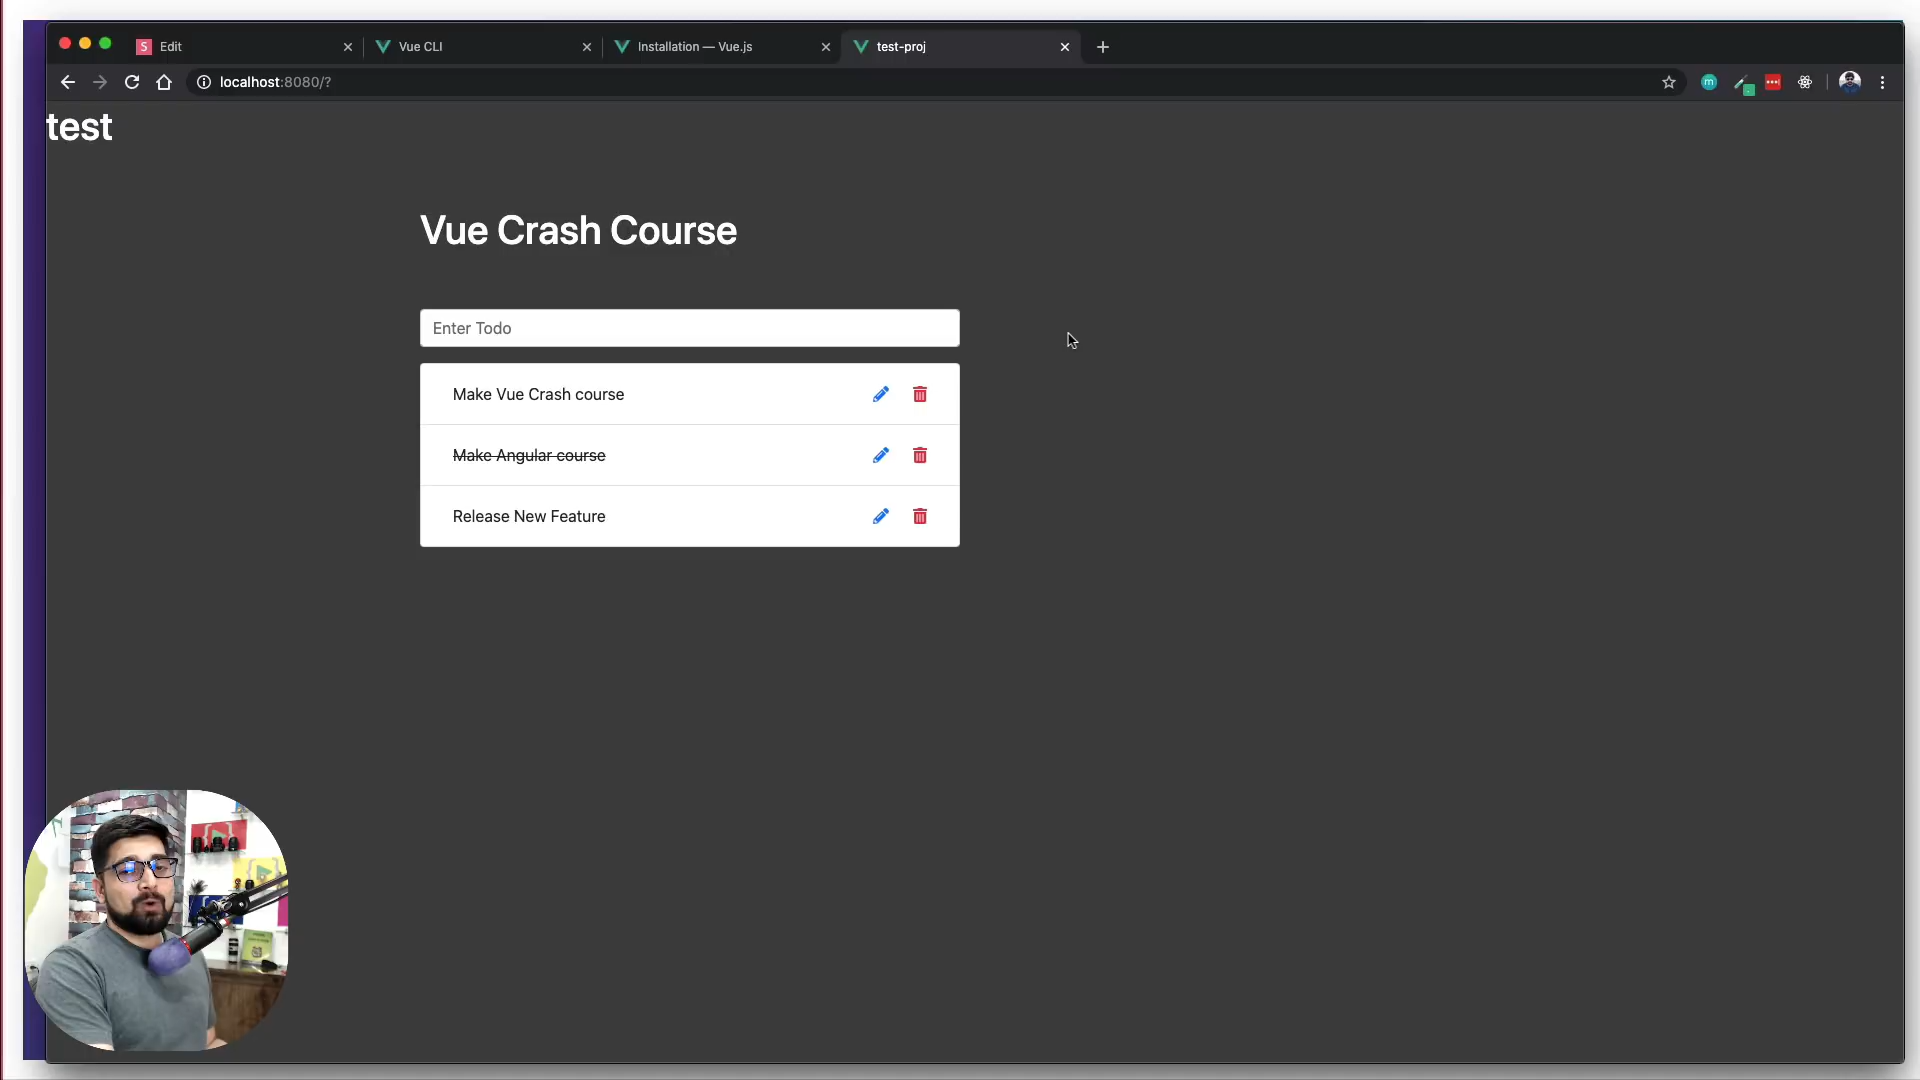 S Edit
Vue CLI
Installation — Vue.js
test-proj
localhost:8080/?
m
test
Vue Crash Course
Enter Todo
Make Vue Crash course
Make Angular course
Release New Feature